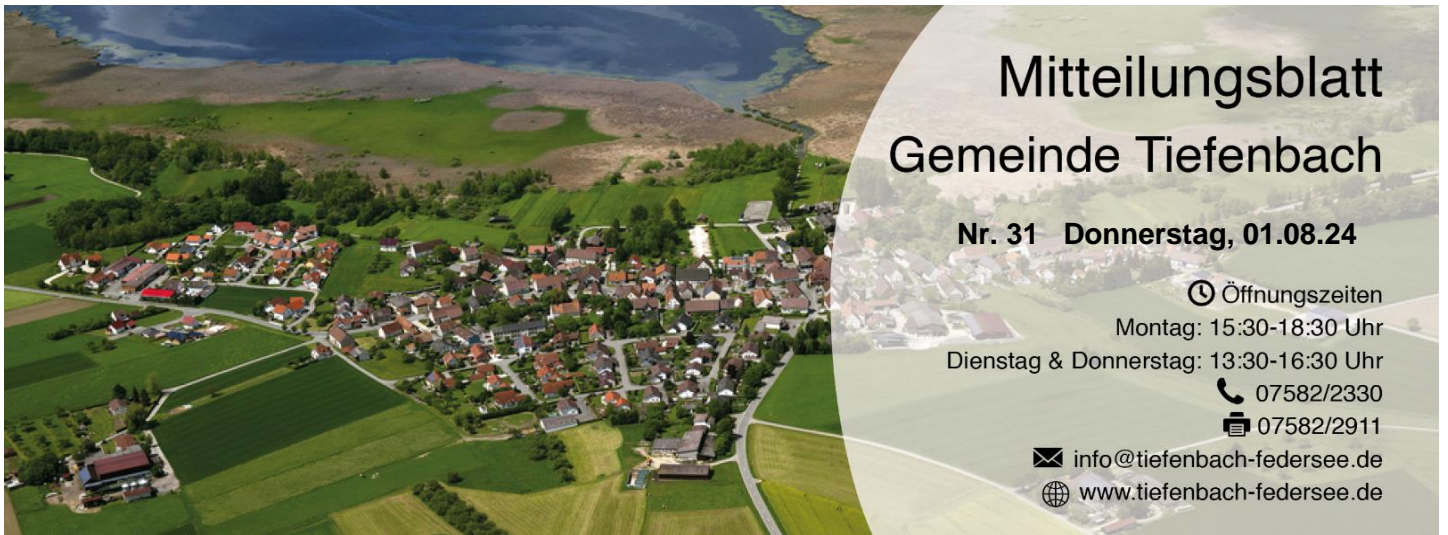 Mitteilungsblatt
Gemeinde Tiefenbach
Nr. 31 Donnerstag, 01.08.24
Öffnungszeiten
Montag: 15:30-18:30 Uhr
Dienstag & Donnerstag: 13:30-16:30 Uhr
07582/2330
07582/2911
info@tiefenbach-federsee.de
www.tiefenbach-federsee.de